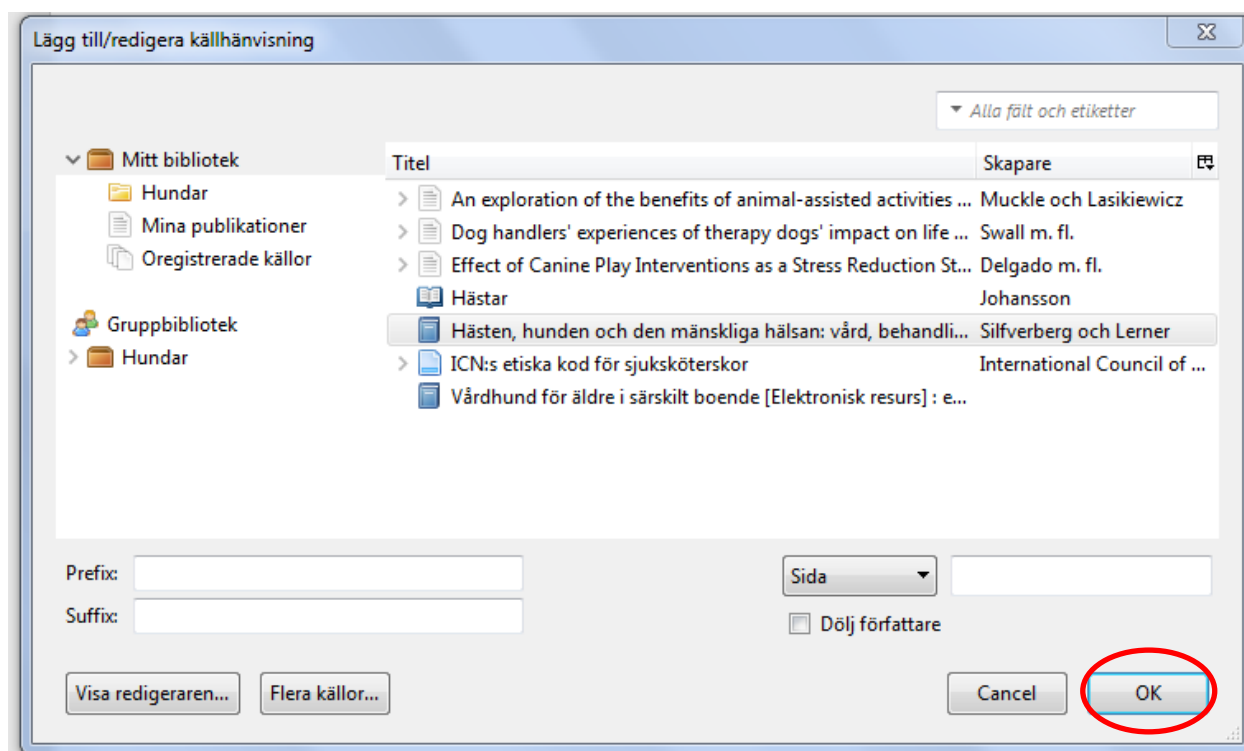 Lägg till/redigera källhänvisning
Alla fält och etiketter
Mitt bibliotek
Hundar
Mina publikationer
Oregistrerade källor
Gruppbibliotek
Hundar
Titel Skapare
An exploration of the benefits of animal-assisted activities ... Muckle och Lasikiewicz
Dog handlers' experiences of therapy dogs' impact on life ... Swall m. fl.
Effect of Canine Play Interventions as a Stress Reduction St... Delgado m. fl.
Hästar Johansson
Hästen, hunden och den mänskliga hälsan: vård, behandli... Silfverberg och Lerner
ICN:s etiska kod för sjuksköterskor International Council of ...
Vårdhund för äldre i särskilt boende [Elektronisk resurs] : e...
Prefix: Sida
Suffix: Dölj författare
Visa redigeraren... Flera källor... Cancel OK